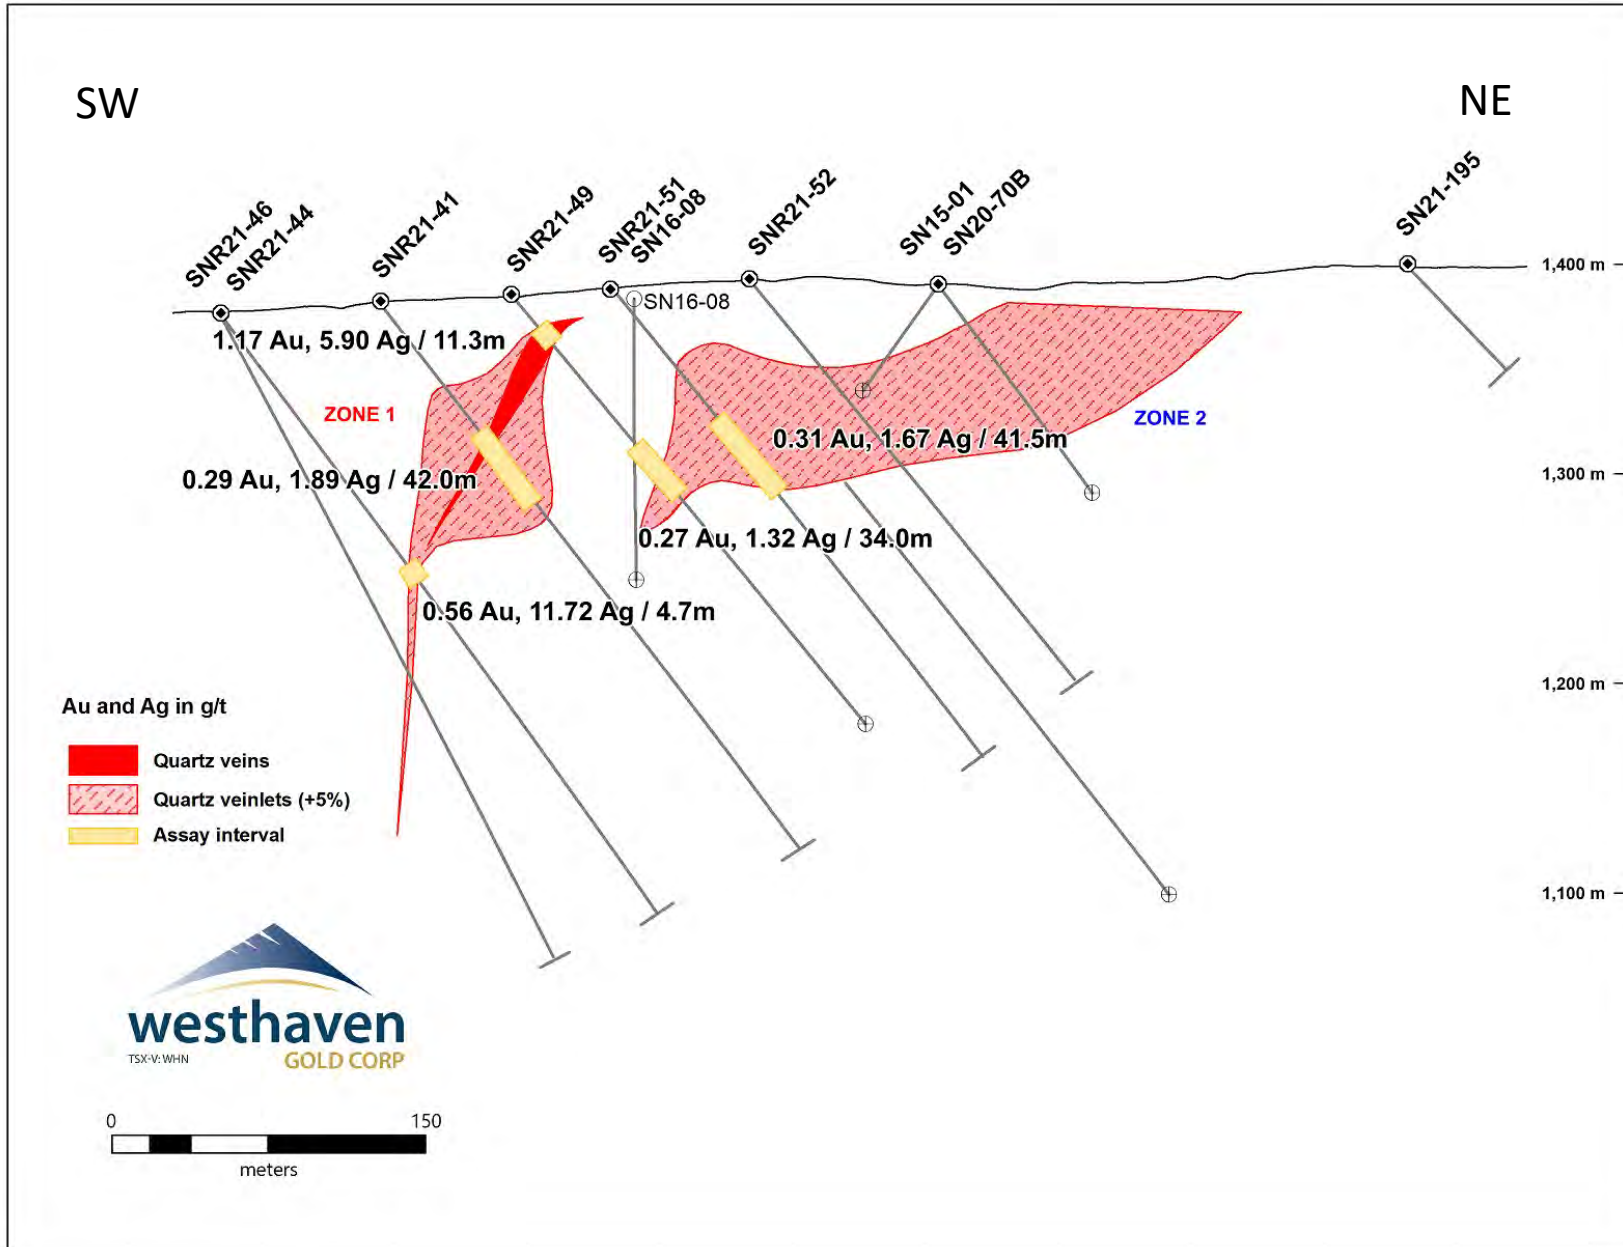 SW
NE
SNR21-46
SNR21-44
SNR21-41
SNR21-49
SNR21-51
SN16-08
SNR21-52
SN15-01
SN20-70B
SN21-195
1,400 m
SN16-08
1.17 Au, 5.90 Ag / 11.3m
ZONE 1
ZONE 2
0.31 Au, 1.67 Ag / 41.5m
0.29 Au, 1.89 Ag / 42.0m
1,300 m
0.27 Au, 1.32 Ag / 34.0m
0.56 Au, 11.72 Ag / 4.7m
1,200 m
Au and Ag in g/t
Quartz veins
Quartz veinlets (+5%)
Assay interval
1,100 m
westhaven
TSX-V: WHN
GOLD CORP
0 150
meters